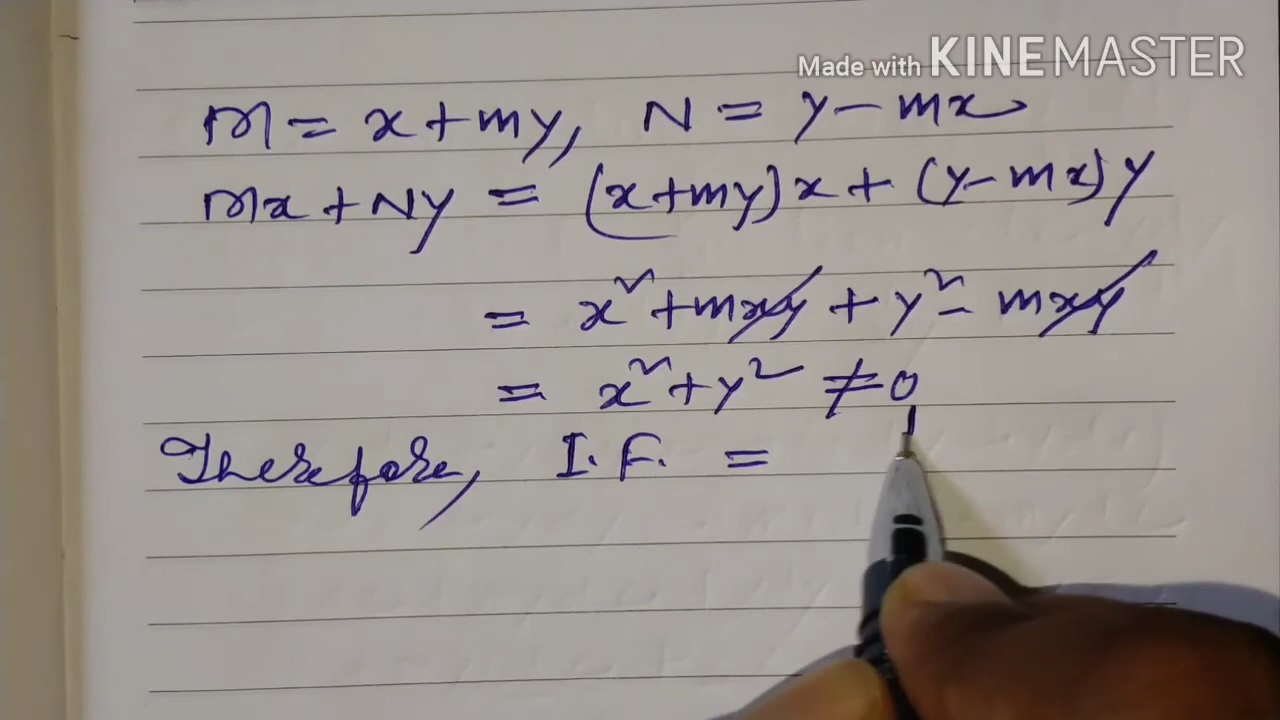 Made with KINEMASTER
M = x + my, N = y - mx
Mx + Ny = (x+my)x + (y-mx)y
= x² + mxy + y² - mxy
= x² + y² ≠ 0
Therefore, I.F. =